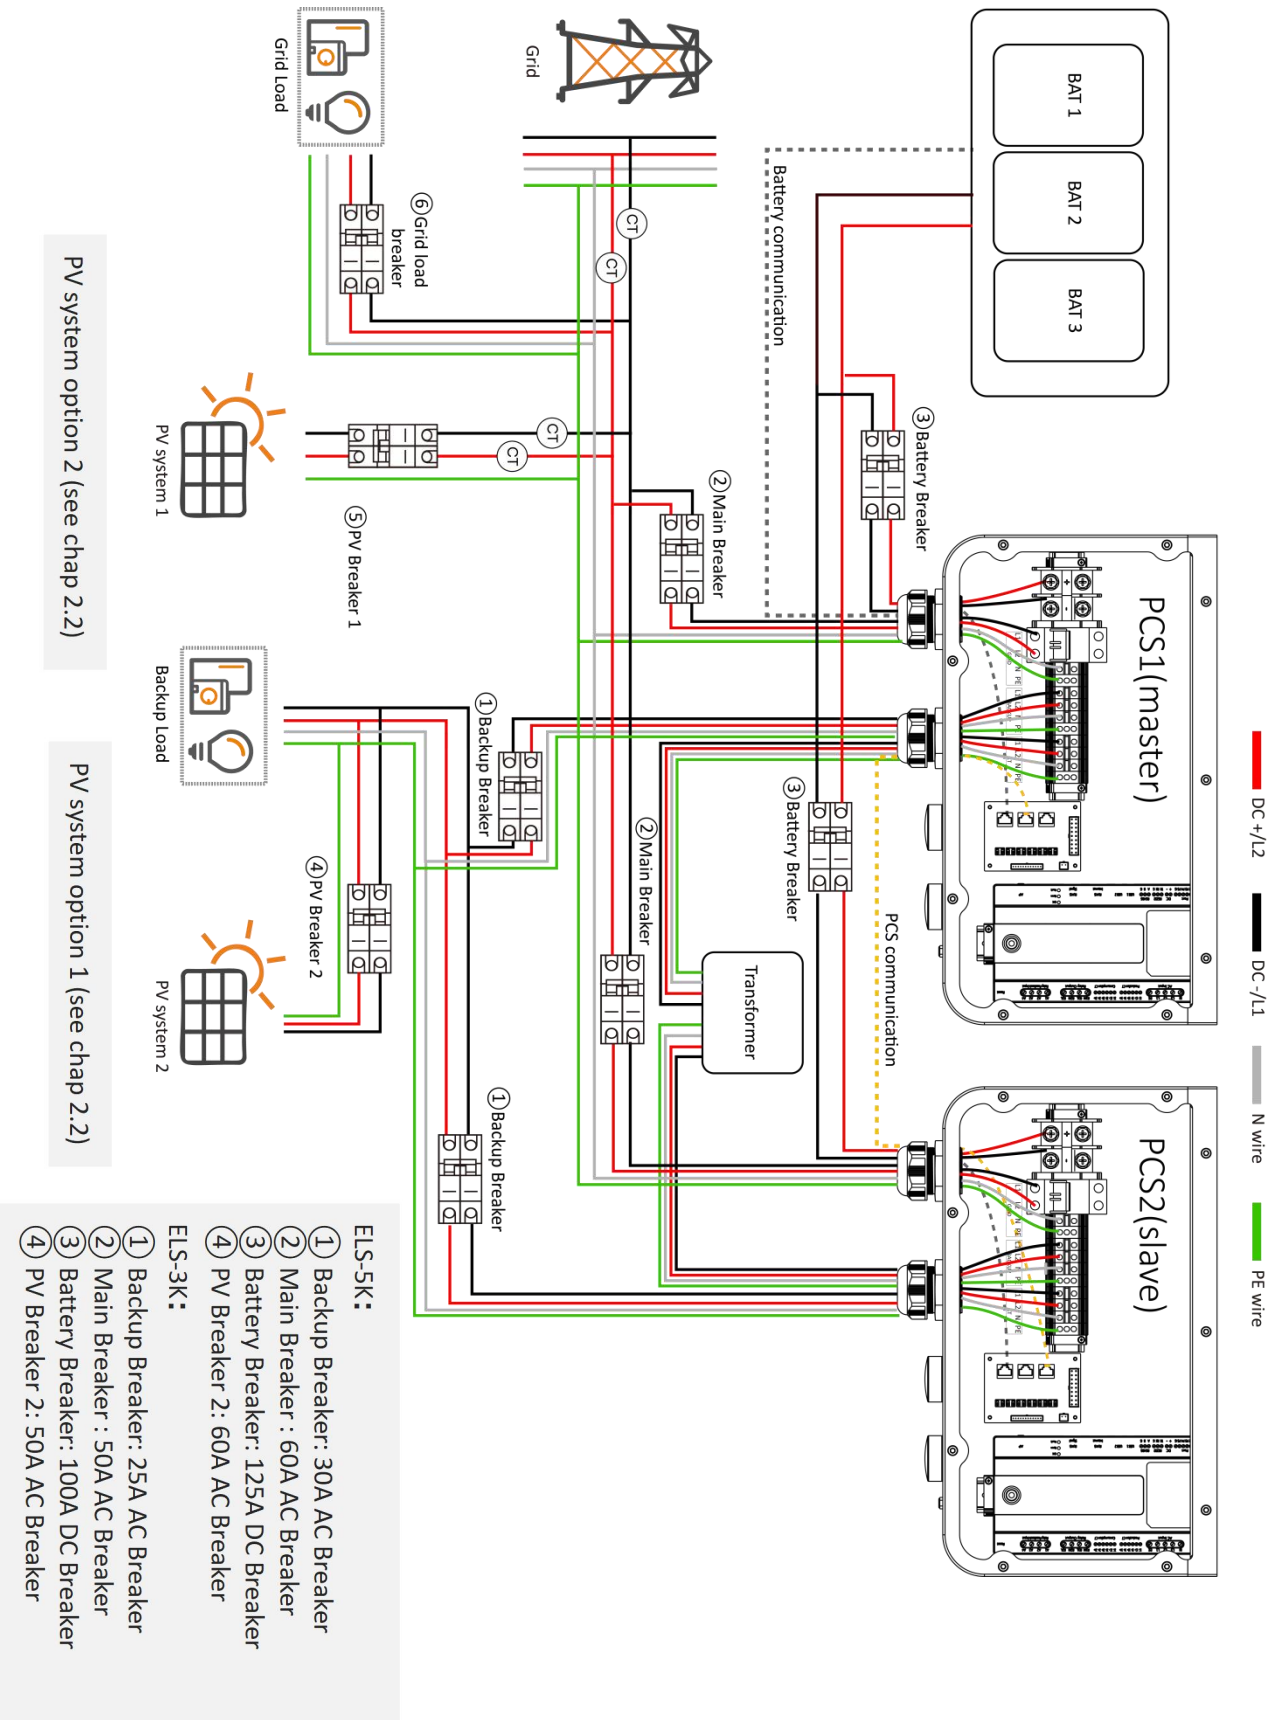 DC +/L2
DC -/L1
N wire
PE wire
PCS1(master)
PCS2(slave)
BAT 1
BAT 2
BAT 3
③Battery Breaker
Battery communication
③Battery Breaker
PCS communication
Transformer
②Main Breaker
②Main Breaker
Grid
CT
CT
CT
CT
⑥Grid load
breaker
Grid Load
①Backup Breaker
①Backup Breaker
⑤PV Breaker 1
④PV Breaker 2
PV system 1
Backup Load
PV system 2
PV system option 2 (see chap 2.2)
PV system option 1 (see chap 2.2)
ELS-5K:
① Backup Breaker: 30A AC Breaker
② Main Breaker : 60A AC Breaker
③ Battery Breaker: 125A DC Breaker
④ PV Breaker 2: 60A AC Breaker
ELS-3K:
① Backup Breaker: 25A AC Breaker
② Main Breaker : 50A AC Breaker
③ Battery Breaker: 100A DC Breaker
④ PV Breaker 2: 50A AC Breaker